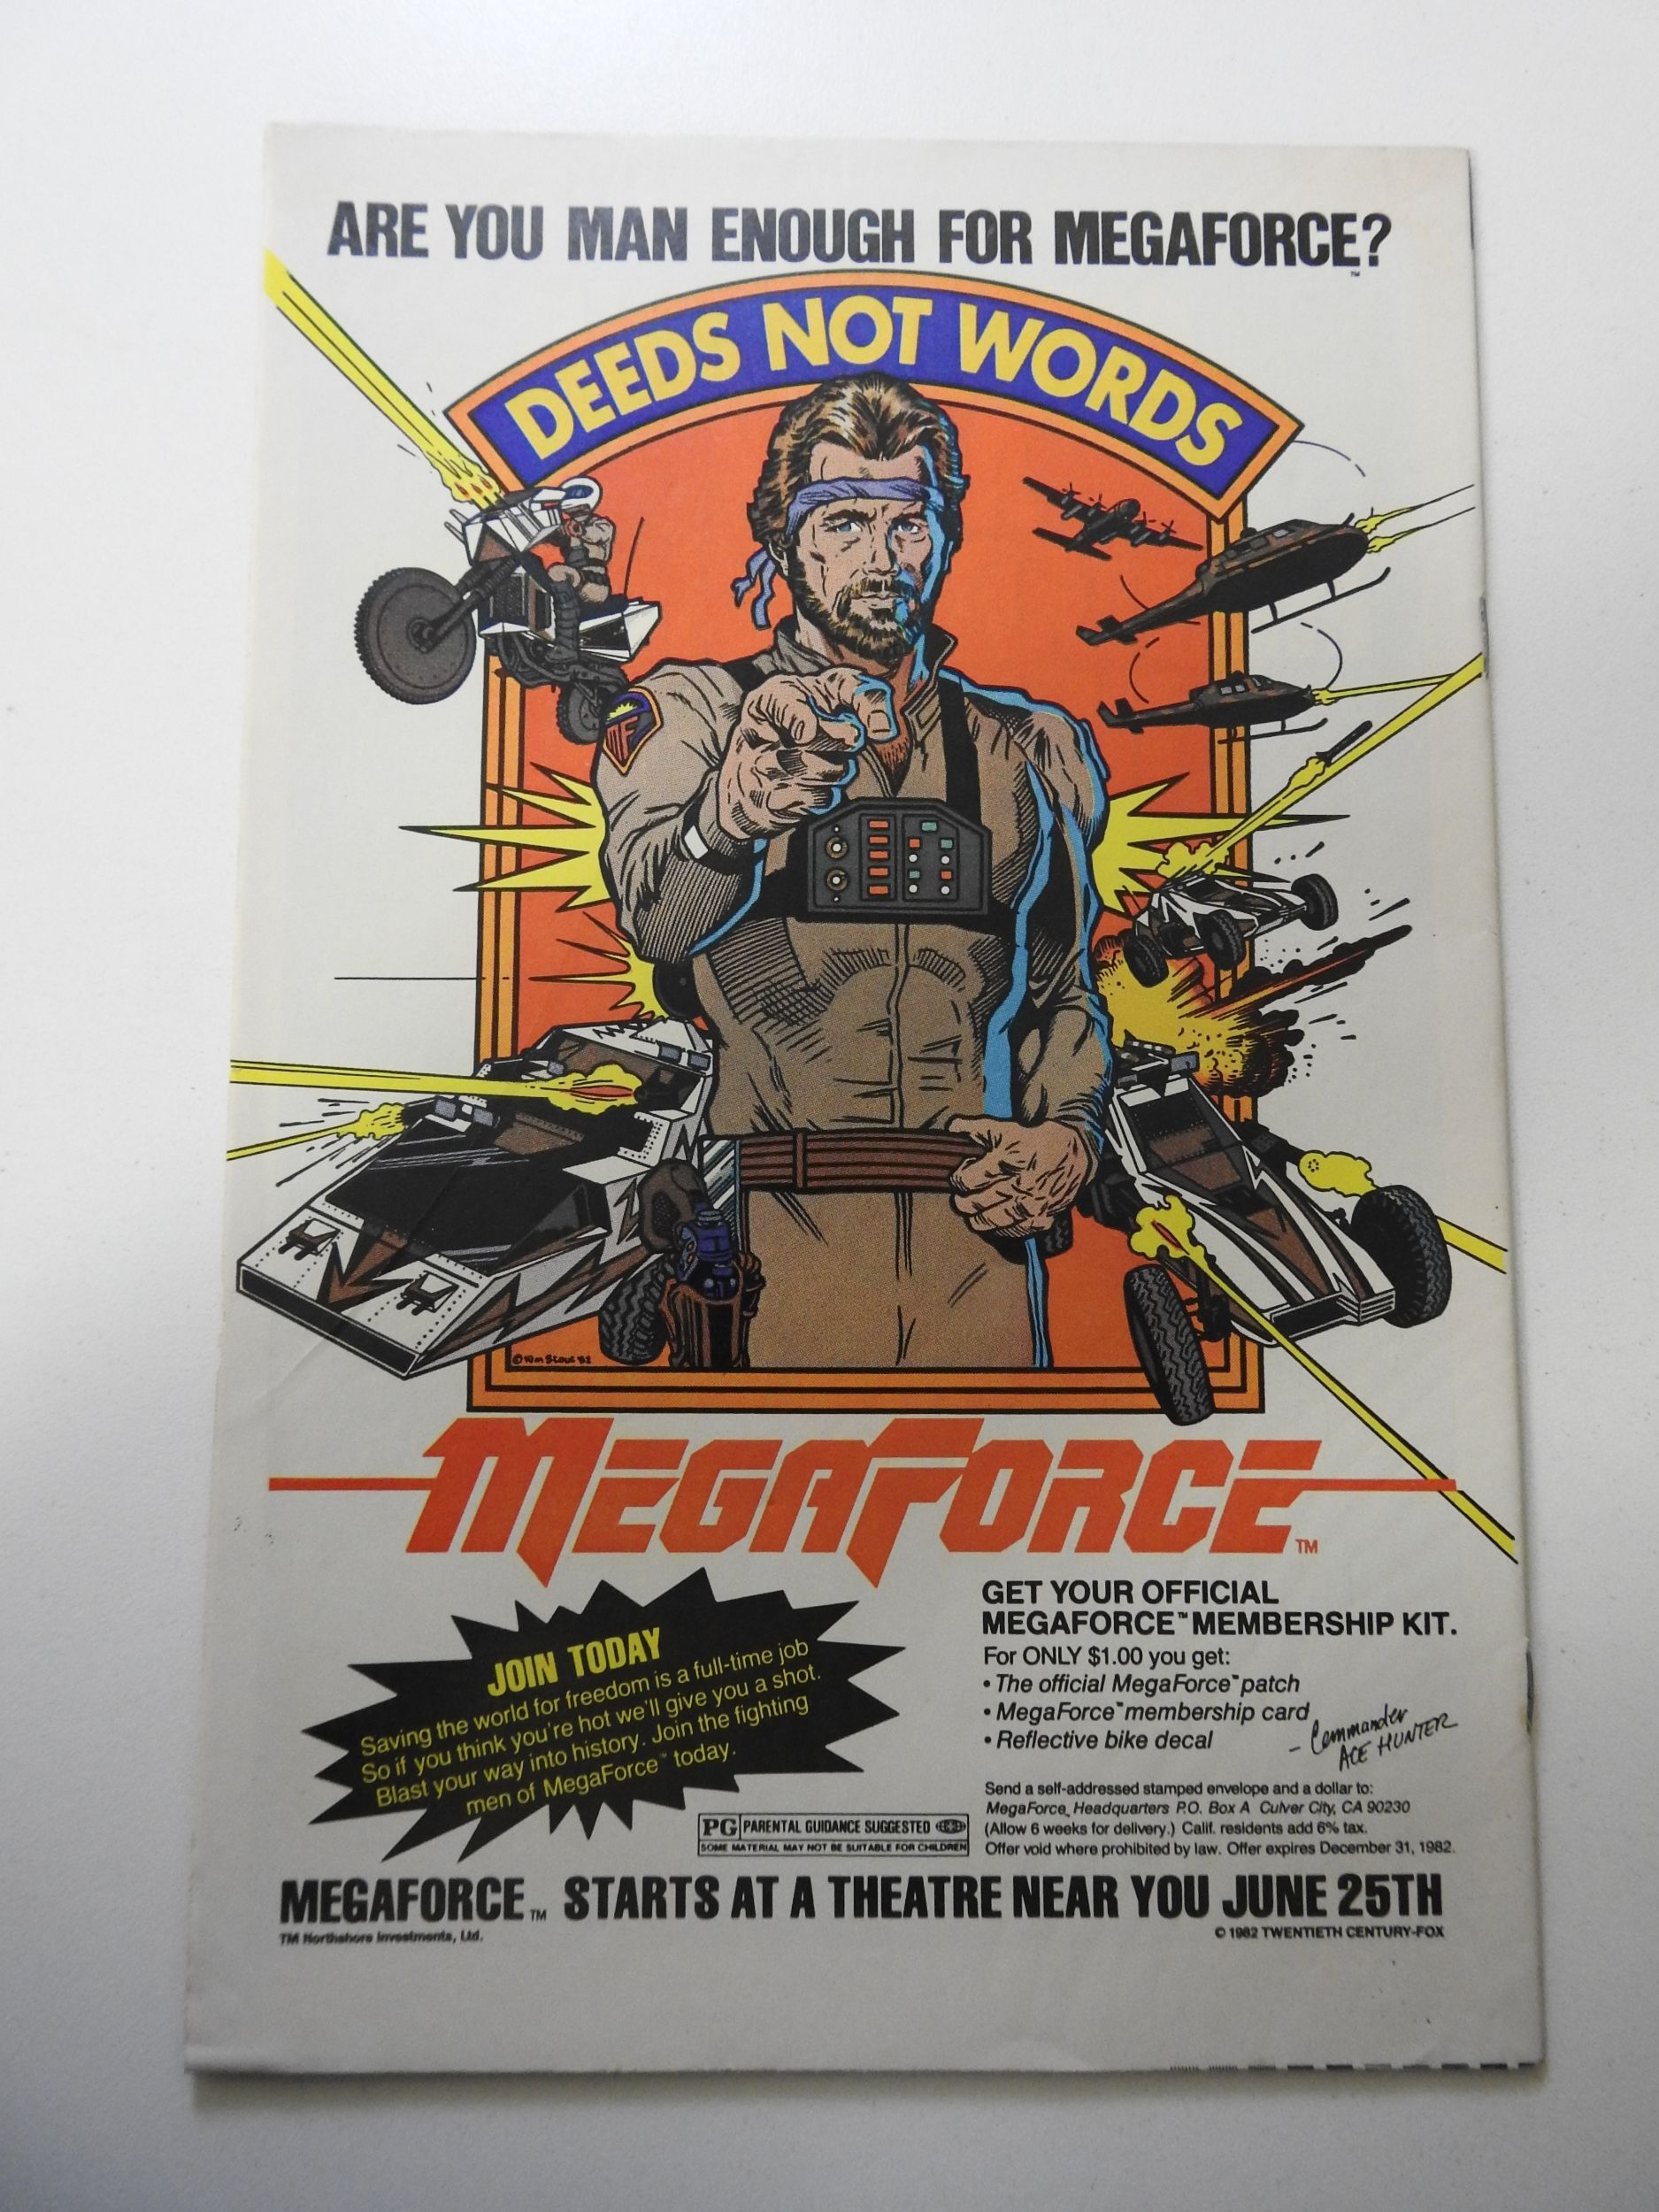 ARE YOU MAN ENOUGH FOR MEGAFORCE?™
DEEDS NOT WORDS
MEGAFORCE™
JOIN TODAY
Saving the world for freedom is a full-time job
So if you think you're hot we'll give you a shot.
Blast your way into history. Join the fighting
men of MegaForce™ today.
GET YOUR OFFICIAL
MEGAFORCE™ MEMBERSHIP KIT.
For ONLY $1.00 you get:
• The official MegaForce™ patch
• MegaForce™ membership card
• Reflective bike decal
– Commander
ACE HUNTER
Send a self-addressed stamped envelope and a dollar to:
MegaForce™ Headquarters P.O. Box A Culver City, CA 90230
(Allow 6 weeks for delivery.) Calif. residents add 6% tax.
Offer void where prohibited by law. Offer expires December 31, 1982.
PG PARENTAL GUIDANCE SUGGESTED
SOME MATERIAL MAY NOT BE SUITABLE FOR CHILDREN
MEGAFORCE™ STARTS AT A THEATRE NEAR YOU JUNE 25TH
TM Northshore Investments, Ltd.
© 1982 TWENTIETH CENTURY-FOX